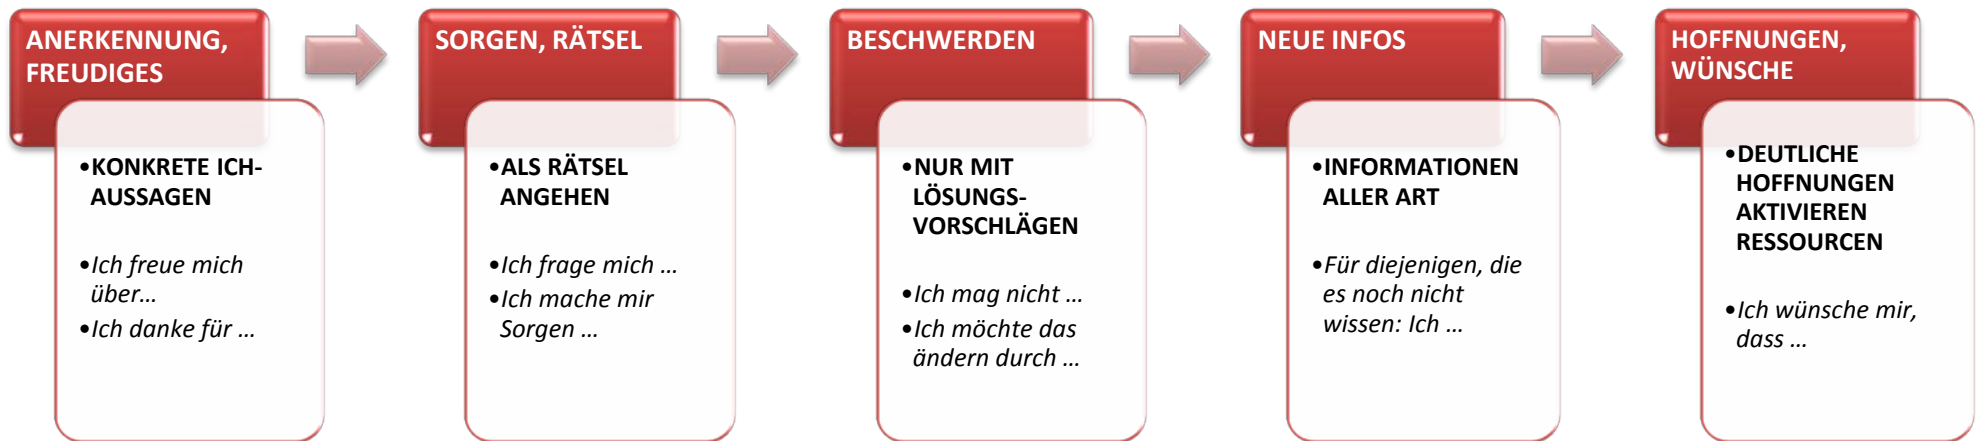 ANERKENNUNG,
FREUDIGES
•KONKRETE ICH-
AUSSAGEN
•Ich freue mich
über...
•Ich danke für ...
SORGEN, RÄTSEL
•ALS RÄTSEL
ANGEHEN
•Ich frage mich ...
•Ich mache mir
Sorgen ...
BESCHWERDEN
•NUR MIT
LÖSUNGS-
VORSCHLÄGEN
•Ich mag nicht ...
•Ich möchte das
ändern durch ...
NEUE INFOS
•INFORMATIONEN
ALLER ART
•Für diejenigen, die
es noch nicht
wissen: Ich ...
HOFFNUNGEN,
WÜNSCHE
•DEUTLICHE
HOFFNUNGEN
AKTIVIEREN
RESSOURCEN
•Ich wünsche mir,
dass ...